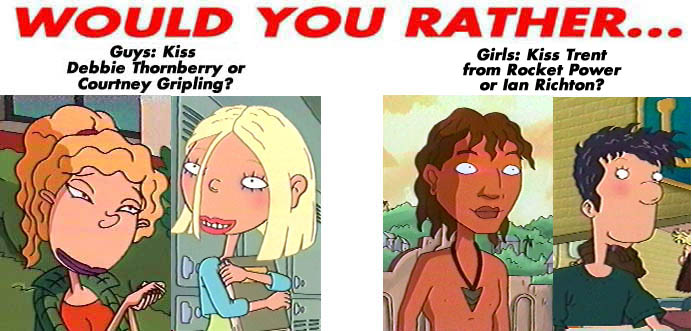 WOULD YOU RATHER...
Guys: Kiss
Debbie Thornberry or
Courtney Gripling?
Girls: Kiss Trent
from Rocket Power
or Ian Richton?